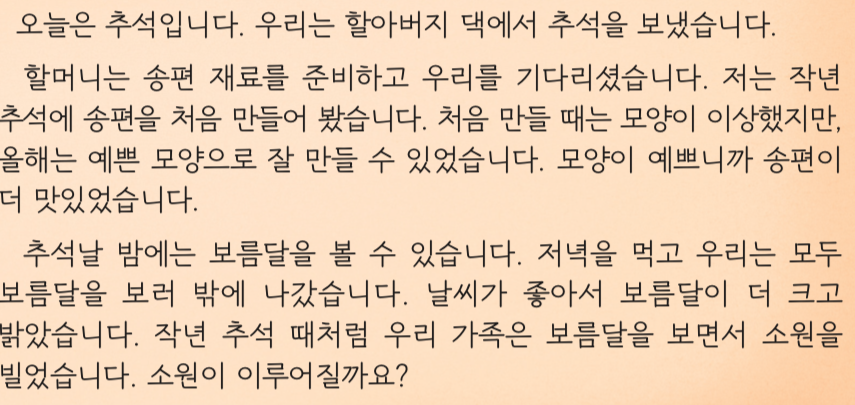 오늘은 추석입니다. 우리는 할아버지 댁에서 추석을 보냈습니다.
할머니는 송편 재료를 준비하고 우리를 기다리셨습니다. 저는 작년
추석에 송편을 처음 만들어 봤습니다. 처음 만들 때는 모양이 이상했지만,
올해는 예쁜 모양으로 잘 만들 수 있었습니다. 모양이 예쁘니까 송편이
더 맛있었습니다.
추석날 밤에는 보름달을 볼 수 있습니다. 저녁을 먹고 우리는 모두
보름달을 보러 밖에 나갔습니다. 날씨가 좋아서 보름달이 더 크고
밝았습니다. 작년 추석 때처럼 우리 가족은 보름달을 보면서 소원을
빌었습니다. 소원이 이루어질까요?